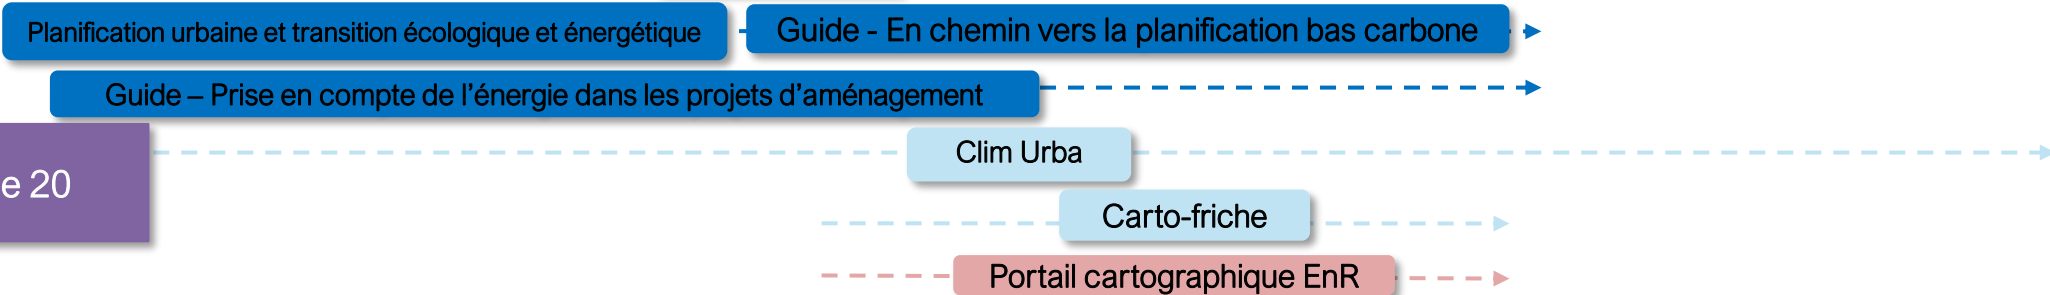 Planification urbaine et transition écologique et énergétique
Guide - En chemin vers la planification bas carbone
Guide – Prise en compte de l’énergie dans les projets d’aménagement
Clim Urba
e 20
Carto-friche
Portail cartographique EnR